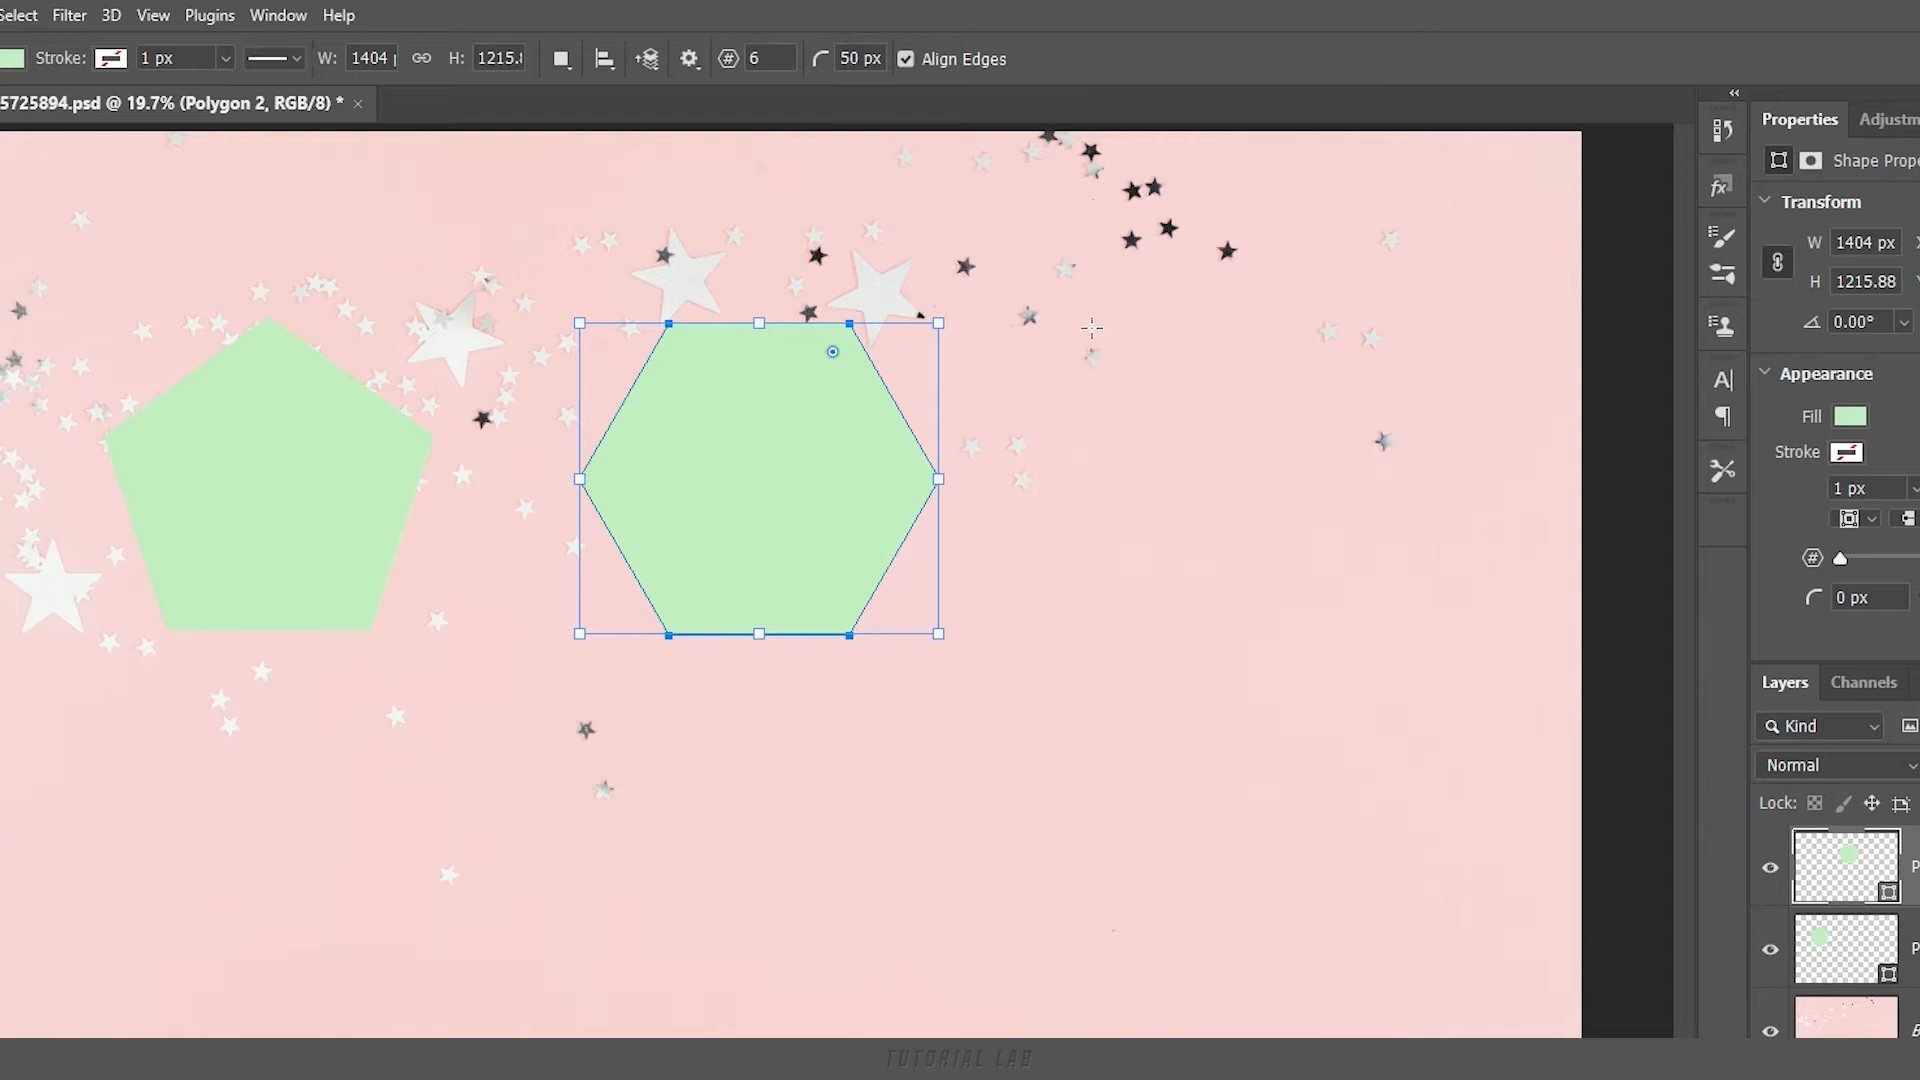 Select Filter 3D View Plugins Window Help
Stroke: 1 px W: 1404 H: 1215. 6 50 px Align Edges
5725894.psd @ 19.7% (Polygon 2, RGB/8) * ×
Properties Adjustm
Shape Prope
Transform
W 1404 px
H 1215.88
0.00°
Appearance
Fill
Stroke
1 px
0 px
Layers Channels
Kind
Normal
Lock:
P
P
TUTORIAL LAB